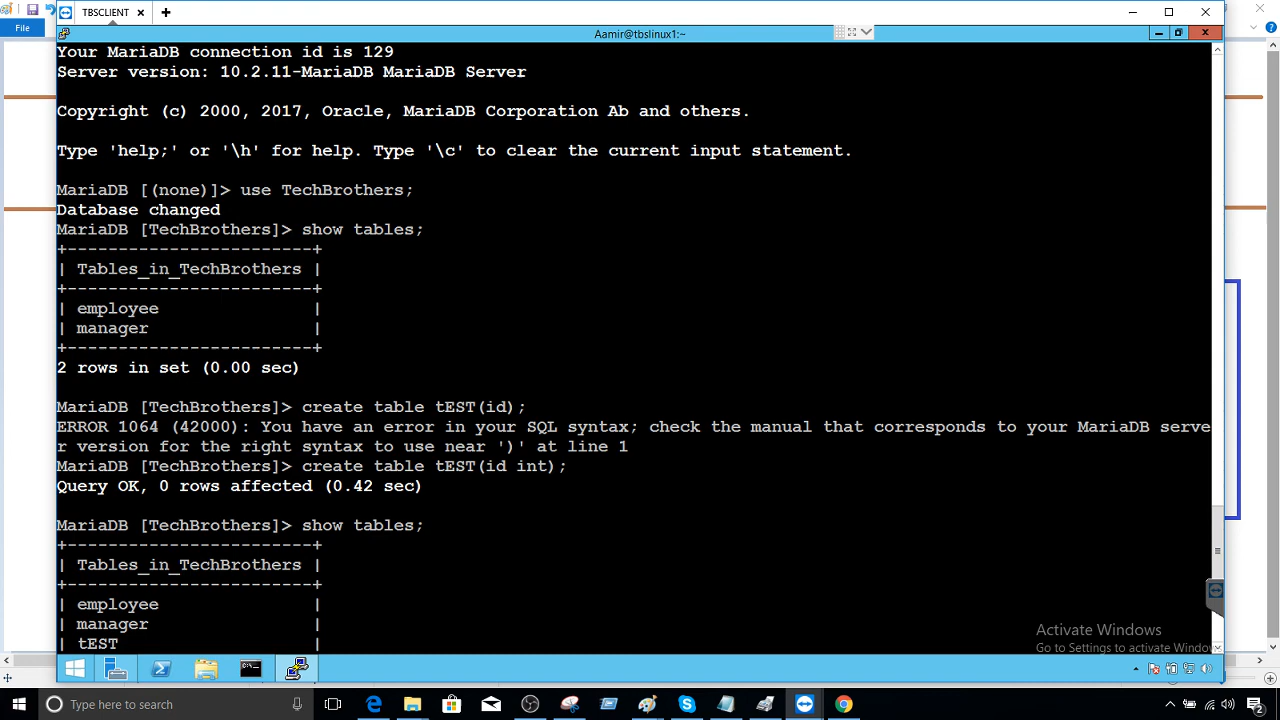 TBSCLIENT
File
Aamir@tbslinux1:~
Your MariaDB connection id is 129
Server version: 10.2.11-MariaDB MariaDB Server
Copyright (c) 2000, 2017, Oracle, MariaDB Corporation Ab and others.
Type 'help;' or '\h' for help. Type '\c' to clear the current input statement.
MariaDB [(none)]> use TechBrothers;
Database changed
MariaDB [TechBrothers]> show tables;
+------------------------+
| Tables_in_TechBrothers |
+------------------------+
| employee               |
| manager                |
+------------------------+
2 rows in set (0.00 sec)
MariaDB [TechBrothers]> create table tEST(id);
ERROR 1064 (42000): You have an error in your SQL syntax; check the manual that corresponds to your MariaDB serve
r version for the right syntax to use near ')' at line 1
MariaDB [TechBrothers]> create table tEST(id int);
Query OK, 0 rows affected (0.42 sec)
MariaDB [TechBrothers]> show tables;
+------------------------+
| Tables_in_TechBrothers |
+------------------------+
| employee               |
| manager                |
| tEST                   |
Activate Windows
Go to Settings to activate Windo
Type here to search